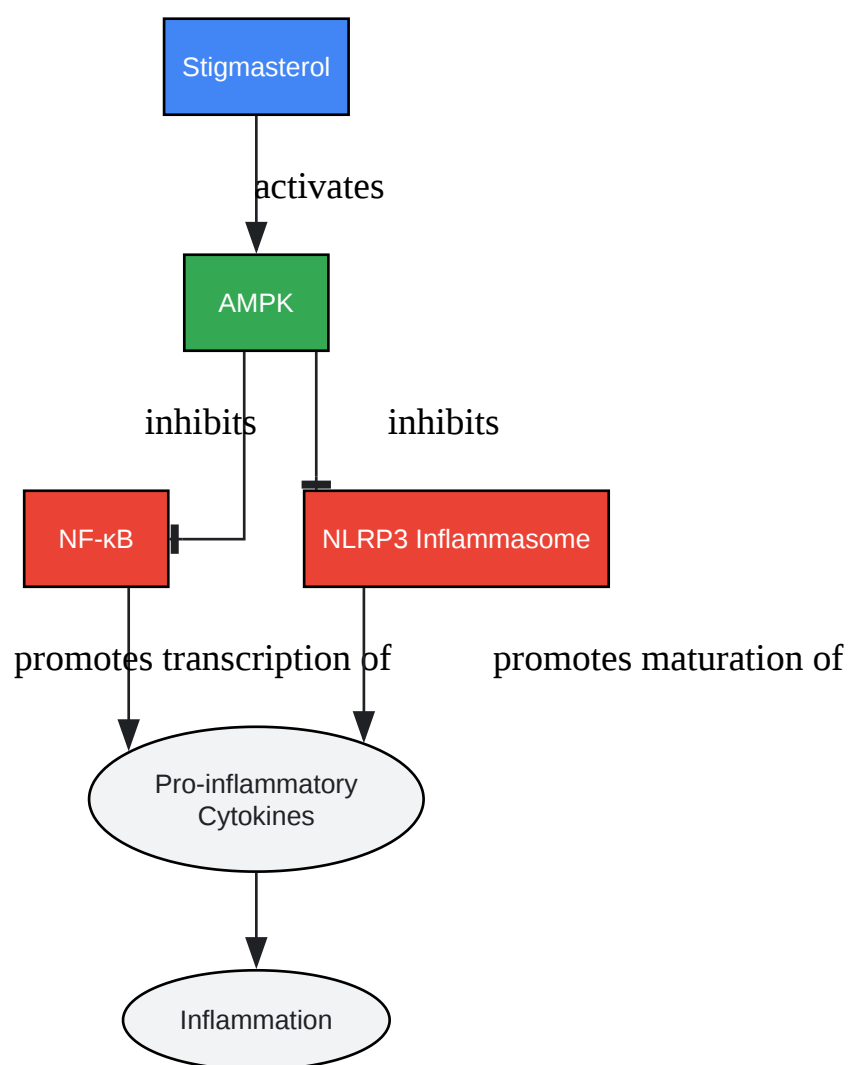 Stigmasterol
activates
AMPK
inhibits
inhibits
NF-κB
NLRP3 Inflammasome
promotes transcription of
promotes maturation of
Pro-inflammatory
Cytokines
Inflammation